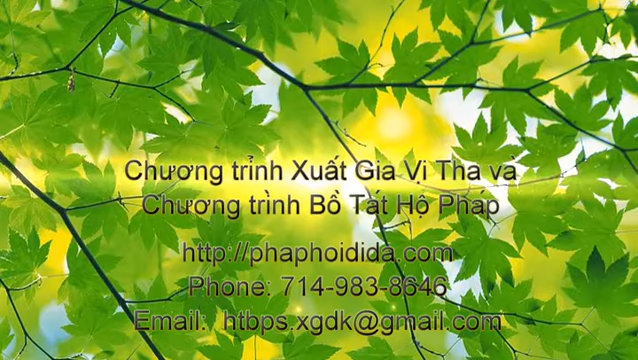 Chương trỉnh Xuất Gia Vị Tha và
Chương trình Bồ Tát Hộ Pháp
http://phaphoidida.com
Phone: 714-983-8646
Email: htbps.xgdk@gmail.com